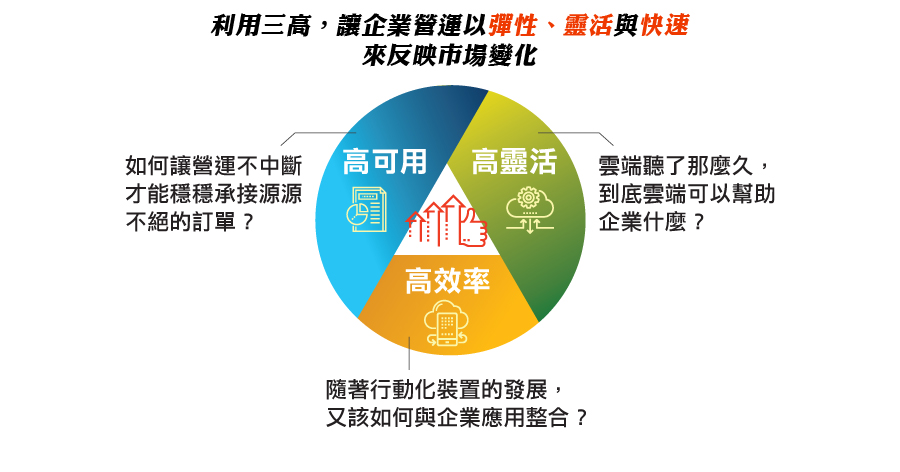 利用三高，讓企業營運以彈性、靈活與快速
來反映市場變化
如何讓營運不中斷
才能穩穩承接源源
不絕的訂單？
高可用
高靈活
雲端聽了那麼久，
到底雲端可以幫助
企業什麼？
高效率
隨著行動化裝置的發展，
又該如何與企業應用整合？